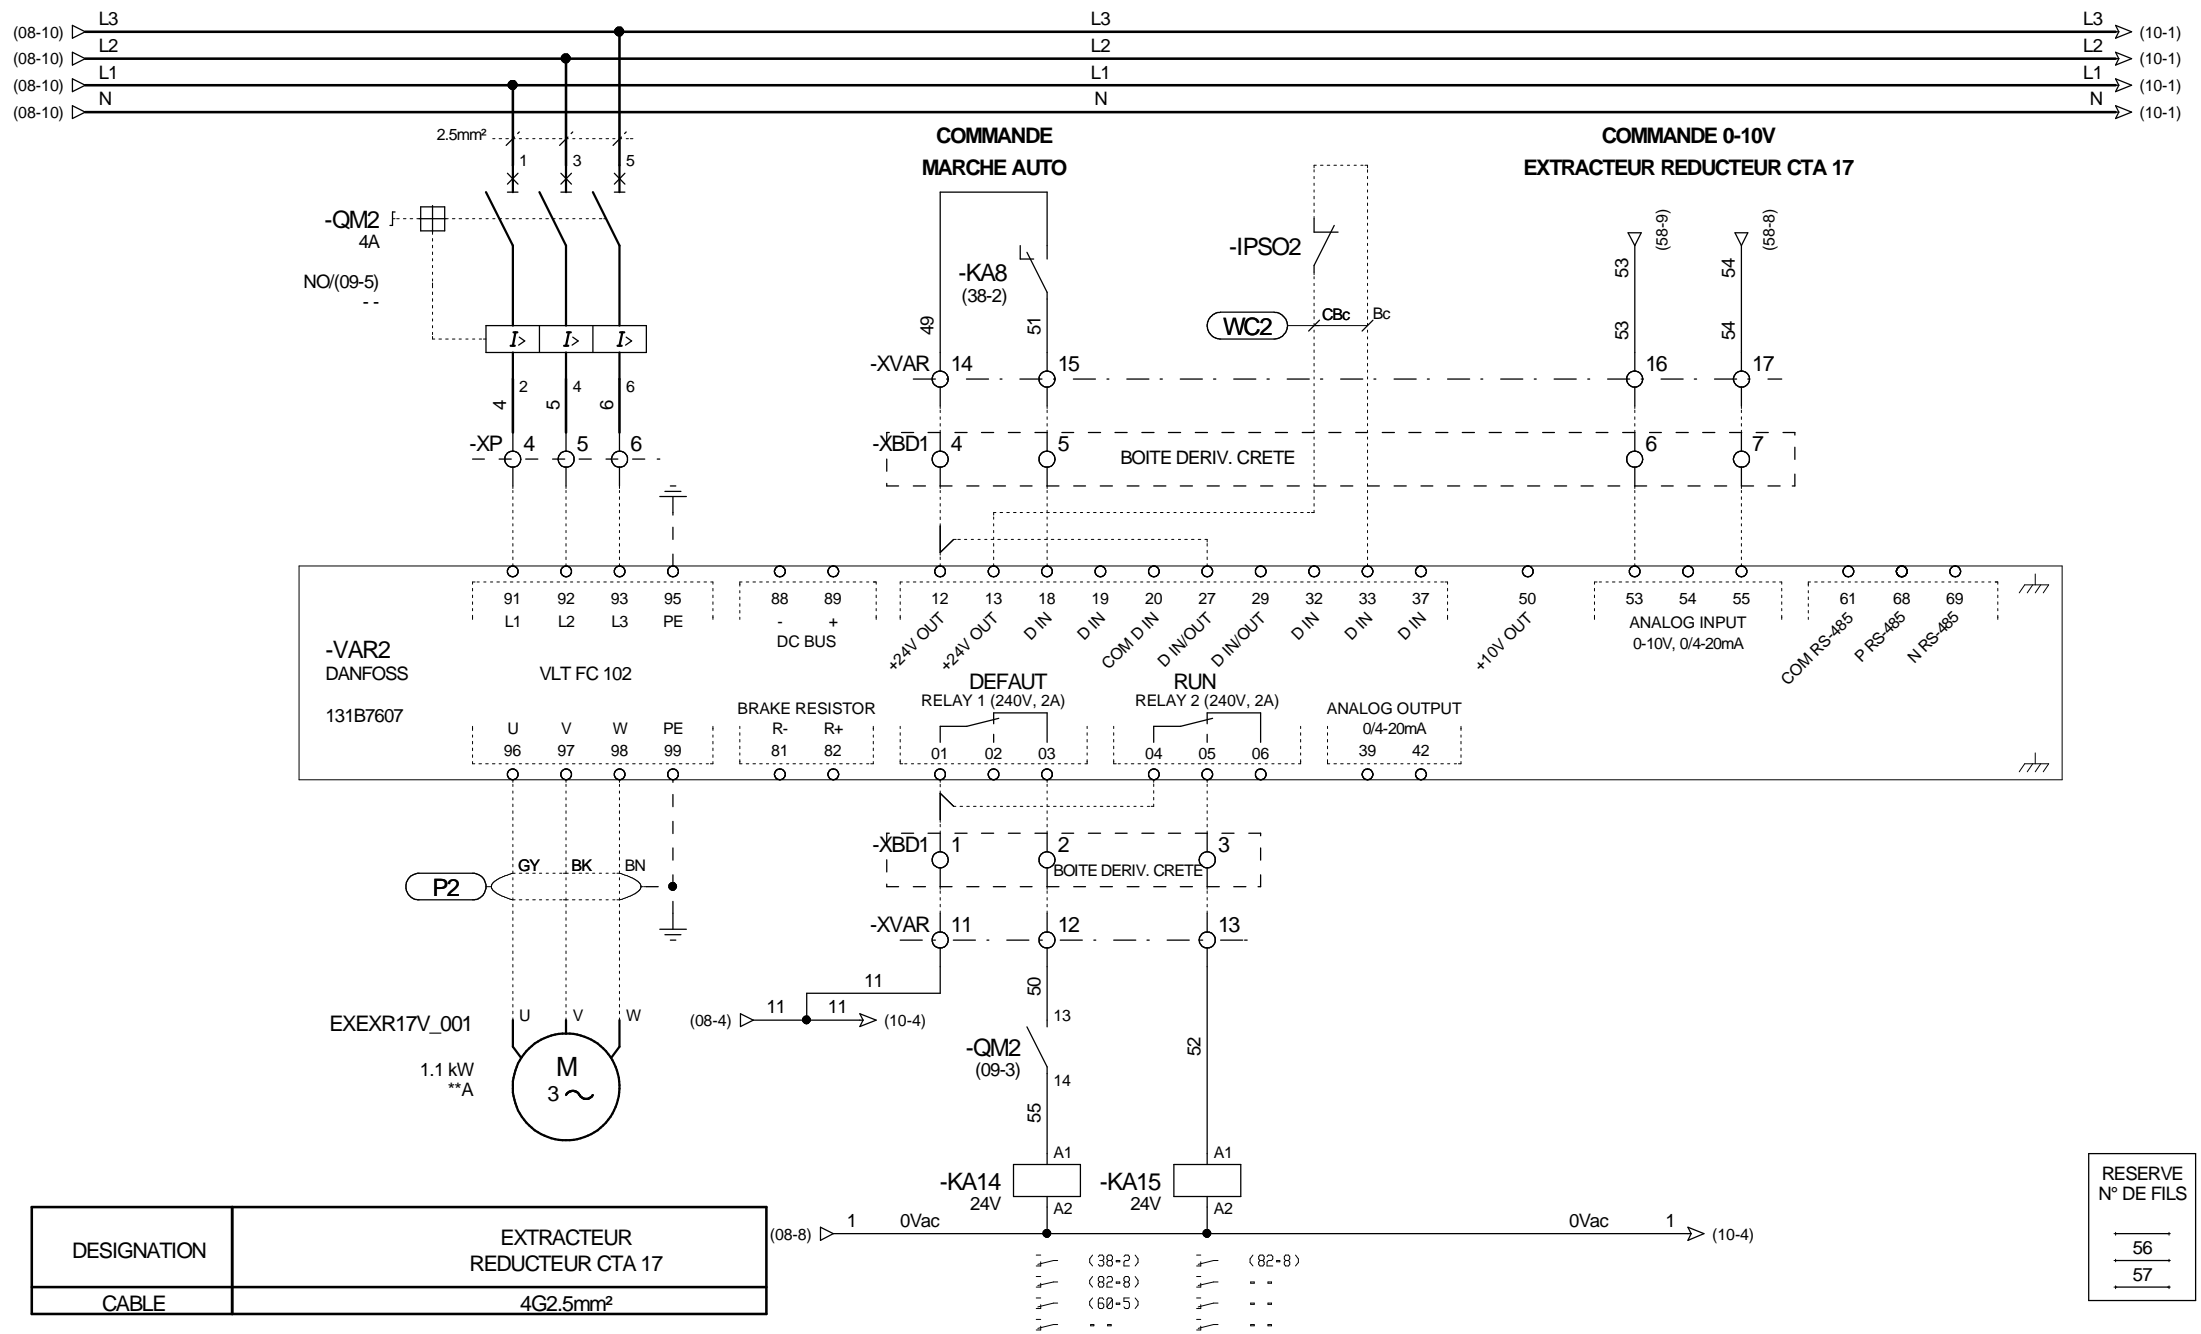 L3 L3 L3
(08-10) (10-1)
L2 L2 L2
(08-10) (10-1)
L1 L1 L1
(08-10) (10-1)
N N N
(08-10) (10-1)
2.5mm²
1 3 5
COMMANDE
MARCHE AUTO
COMMANDE 0-10V
EXTRACTEUR REDUCTEUR CTA 17
-QM2
4A
NO/(09-5)
- -
I> I> I>
2 4 6
4 5 6
-XP 4 5 6
-KA8
(38-2)
49 51
-IPSO2
WC2 CBc Bc
(58-9) (58-8)
53 54
53 54
-XVAR 14 15 16 17
-XBD1 4 5 6 7
BOITE DERIV. CRETE
91 92 93 95 88 89 12 13 18 19 20 27 29 32 33 37 50 53 54 55 61 68 69
L1 L2 L3 PE - +
DC BUS
+24V OUT
+24V OUT
D IN
D IN
COM D IN
D IN/OUT
D IN/OUT
D IN
D IN
D IN
+10V OUT
ANALOG INPUT
0-10V, 0/4-20mA
COM RS-485
P RS-485
N RS-485
-VAR2
DANFOSS
VLT FC 102
131B7607
U V W PE
96 97 98 99
BRAKE RESISTOR
R- R+
81 82
DEFAUT
RELAY 1 (240V, 2A)
01 02 03
RUN
RELAY 2 (240V, 2A)
04 05 06
ANALOG OUTPUT
0/4-20mA
39 42
-XBD1 1 2 3
BOITE DERIV. CRETE
P2 GY BK BN
-XVAR 11 12 13
11
(08-4) 11 11 (10-4)
50
13
-QM2
(09-3)
14
55
52
EXEXR17V_001
1.1 kW
**A
U V W
M
3
A1 A1
-KA14
24V
-KA15
24V
A2 A2
(08-8) 1 0Vac 0Vac 1 (10-4)
(38-2) (82-8)
(82-8) - -
(60-5) - -
- - - -
DESIGNATION
EXTRACTEUR
REDUCTEUR CTA 17
CABLE
4G2.5mm²
RESERVE
N° DE FILS
56
57